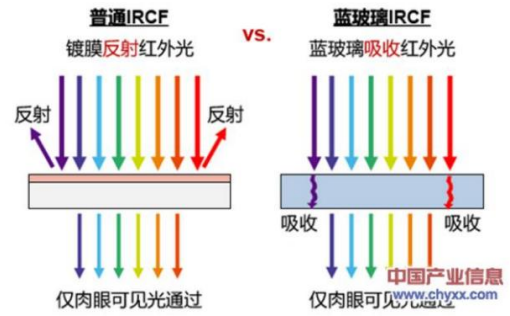 普通IRCF
vs.
蓝玻璃IRCF
镀膜反射红外光
蓝玻璃吸收红外光
反射
反射
吸收
吸收
仅肉眼可见光通过
仅肉眼可见光通过
中国产业信息
www.chyxx.com